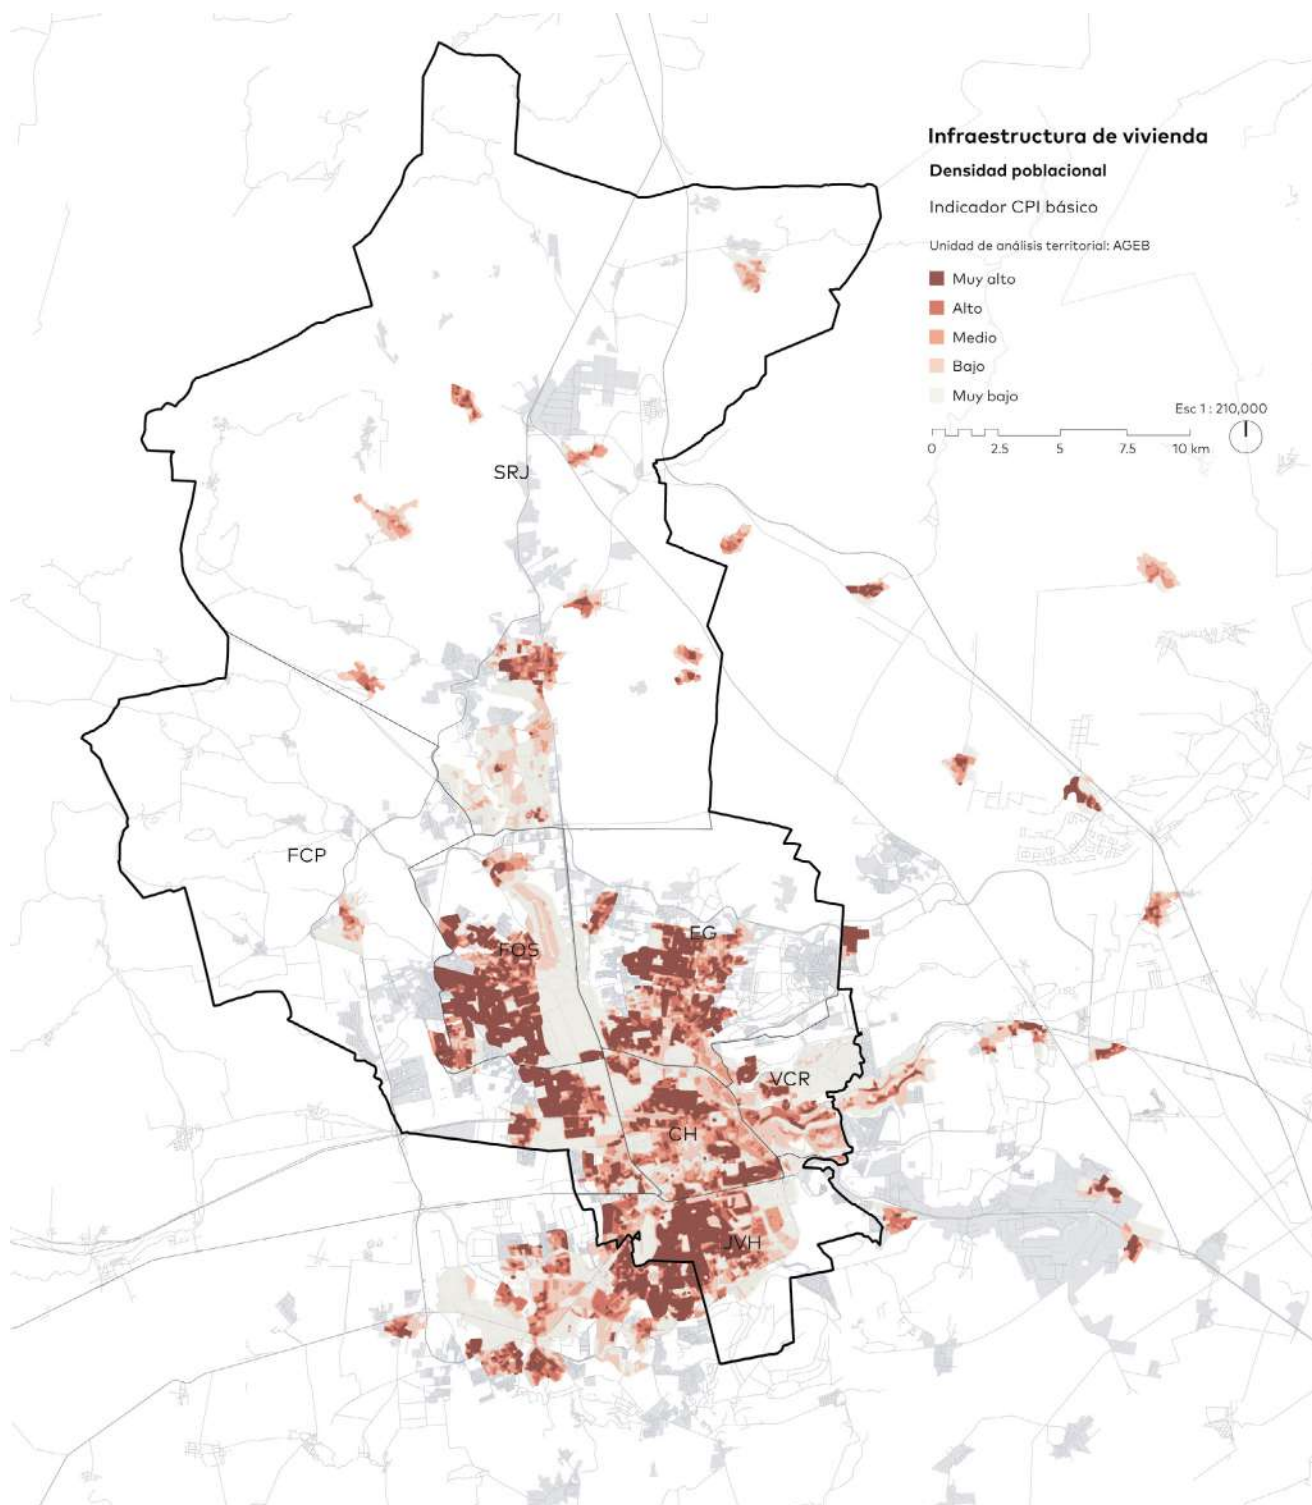 Infraestructura de vivienda
Densidad poblacional
Indicador CPI básico
Unidad de análisis territorial: AGEB
Muy alto
Alto
Medio
Bajo
Muy bajo
Esc 1 : 210,000
0 2.5 5 7.5 10 km
SRJ
FCP
FOS
EG
VCR
CH
JVH